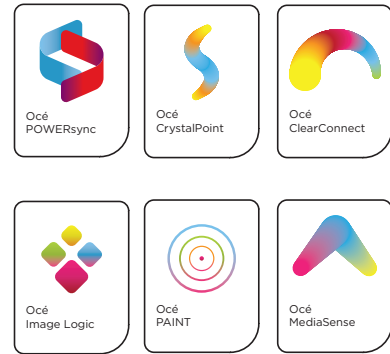 Océ
POWERsync
Océ
CrystalPoint
Océ
ClearConnect
Océ
Image Logic
Océ
PAINT
Océ
MediaSense